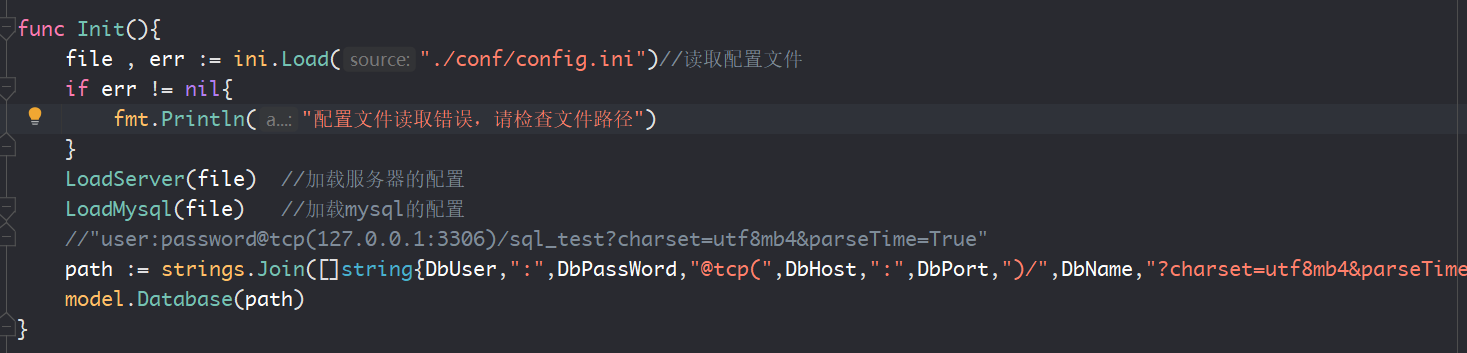 func Init(){
file , err := ini.Load( source: "./conf/config.ini")//读取配置文件
if err != nil{
fmt.Println( a...: "配置文件读取错误，请检查文件路径")
}
LoadServer(file) //加载服务器的配置
LoadMysql(file) //加载mysql的配置
//"user:password@tcp(127.0.0.1:3306)/sql_test?charset=utf8mb4&parseTime=True"
path := strings.Join([]string{DbUser,":",DbPassWord,"@tcp(",DbHost,":",DbPort,")/",DbName,"?charset=utf8mb4&parseTime
model.Database(path)
}